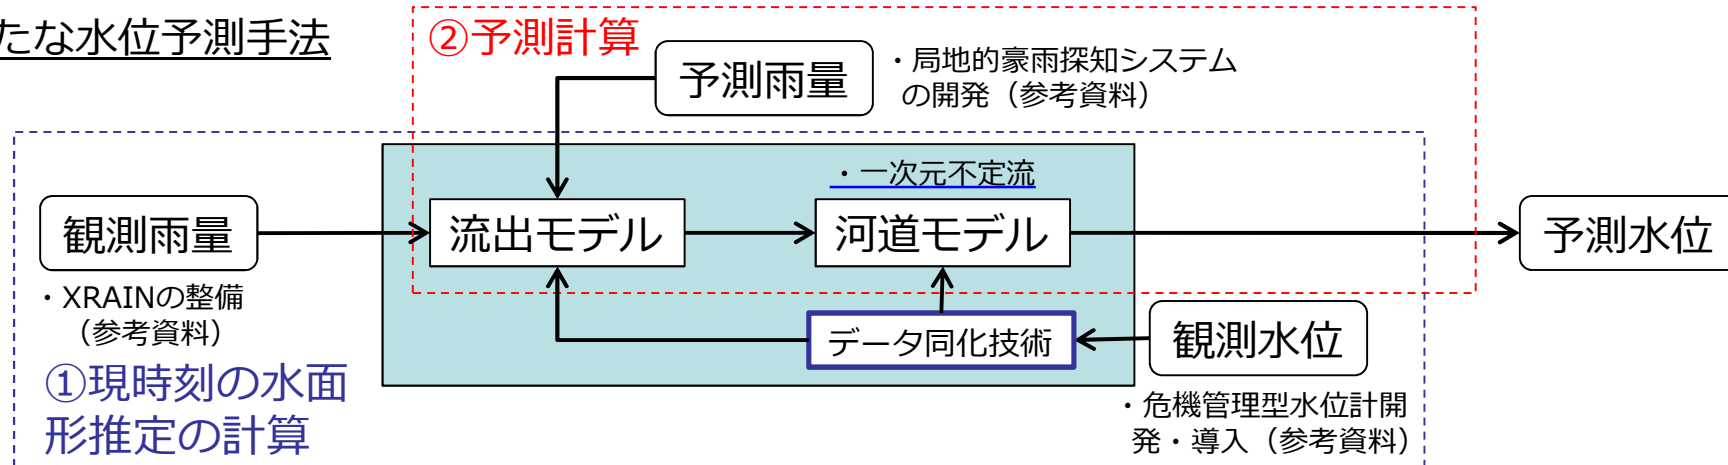 たな水位予測手法
②予測計算
予測雨量
・局地的豪雨探知システム
の開発（参考資料）
・一次元不定流
観測雨量
流出モデル
河道モデル
予測水位
・XRAINの整備
（参考資料）
データ同化技術
観測水位
①現時刻の水面
形推定の計算
・危機管理型水位計開
発・導入（参考資料）